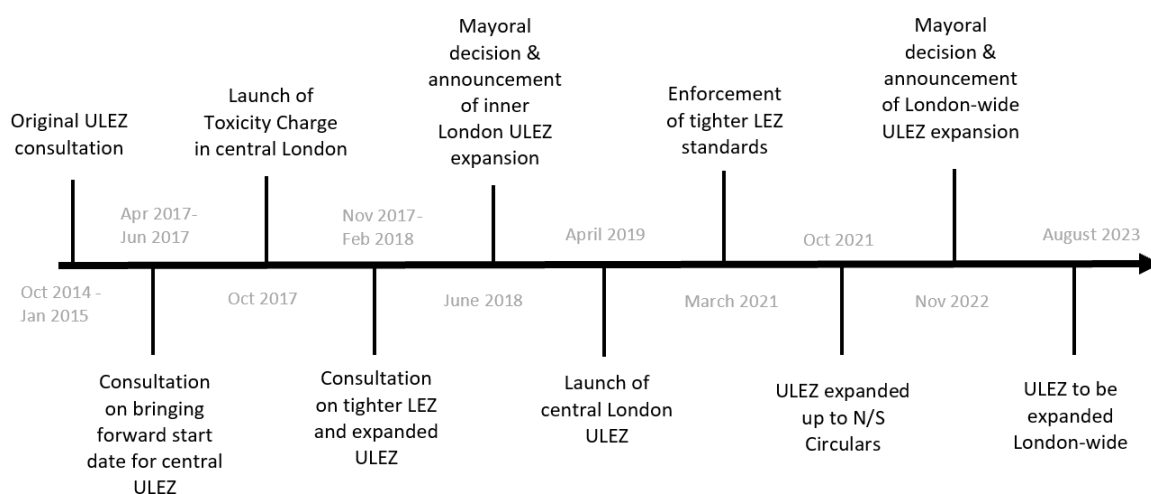 Original ULEZ
consultation
Launch of
Toxicity Charge
in central London
Mayoral
decision &
announcement
of inner
London ULEZ
expansion
Enforcement
of tighter LEZ
standards
Mayoral
decision &
announcement
of London-wide
ULEZ expansion
Apr 2017-
Jun 2017
Nov 2017-
Feb 2018
April 2019
Oct 2021
August 2023
Oct 2014 -
Jan 2015
Oct 2017
June 2018
March 2021
Nov 2022
Consultation
on bringing
forward start
date for central
ULEZ
Consultation
on tighter LEZ
and expanded
ULEZ
Launch of
central London
ULEZ
ULEZ expanded
up to N/S
Circulars
ULEZ to be
expanded
London-wide